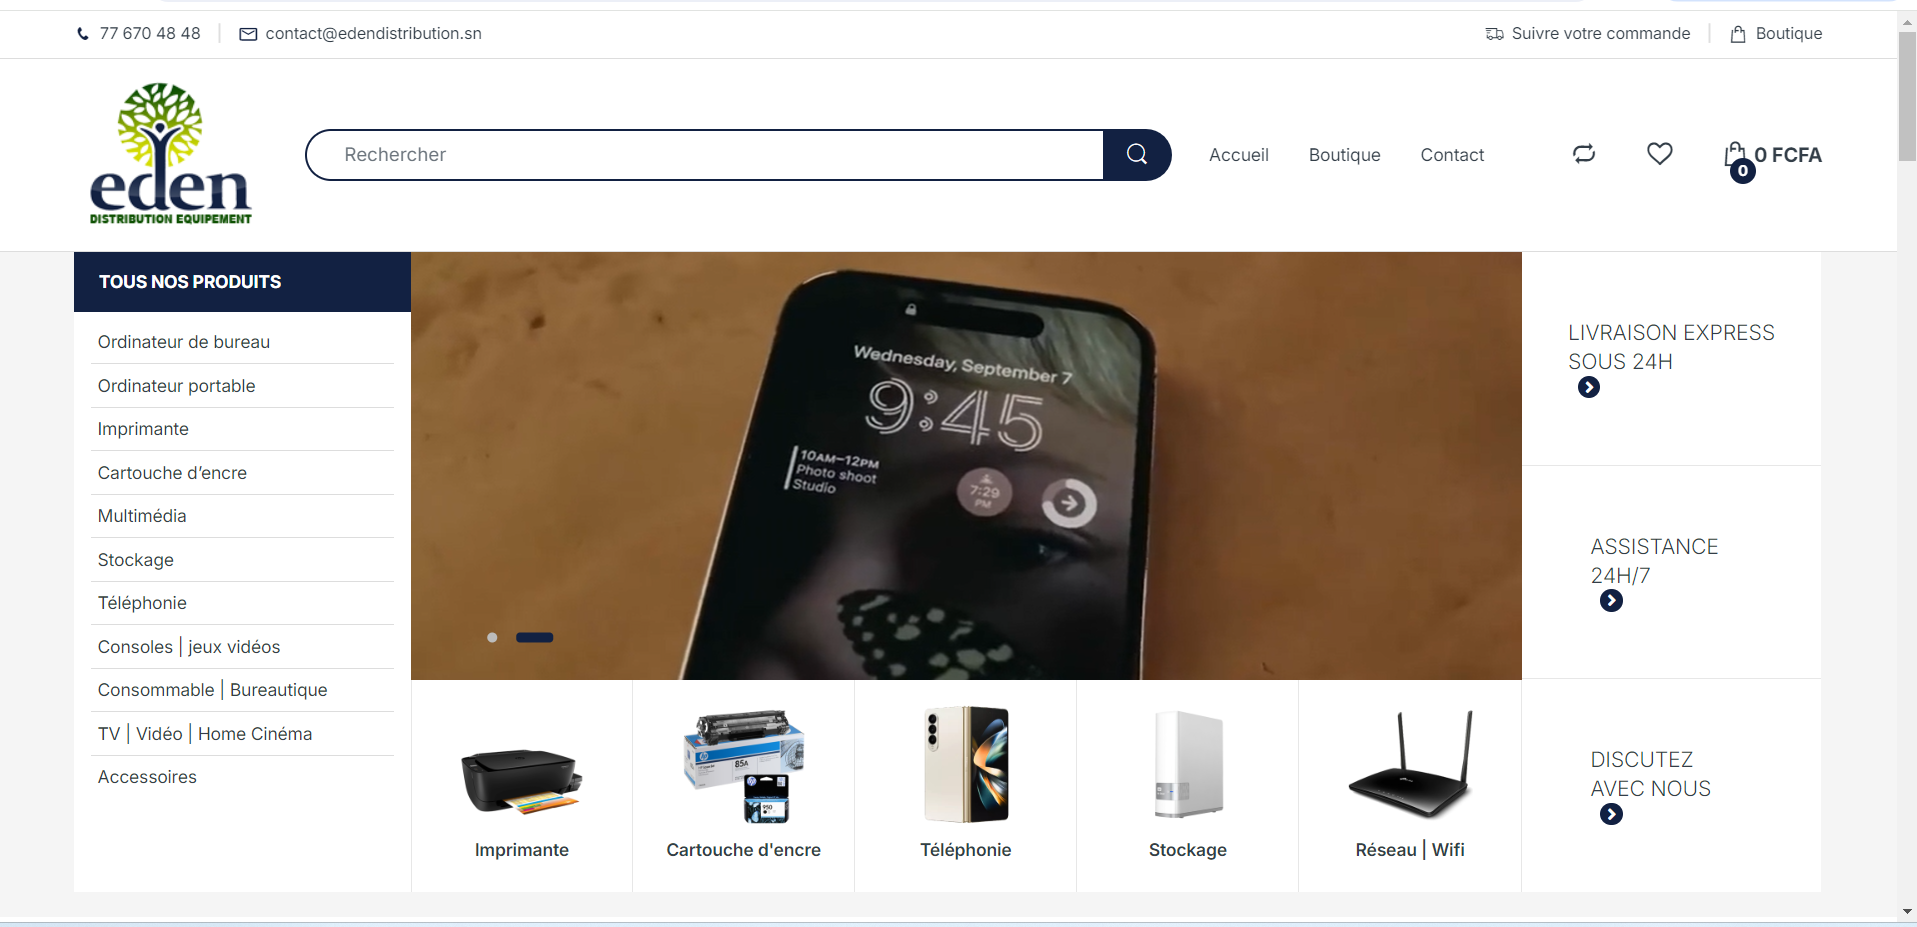 77 670 48 48
contact@edendistribution.sn
Suivre votre commande
Boutique
eden
DISTRIBUTION EQUIPEMENT
Rechercher
Accueil
Boutique
Contact
0
0 FCFA
TOUS NOS PRODUITS
Ordinateur de bureau
Ordinateur portable
Imprimante
Cartouche d’encre
Multimédia
Stockage
Téléphonie
Consoles | jeux vidéos
Consommable | Bureautique
TV | Vidéo | Home Cinéma
Accessoires
Wednesday, September 7
9:45
10AM–12PM
Photo shoot
Studio
7:29
PM
LIVRAISON EXPRESS
SOUS 24H
ASSISTANCE
24H/7
DISCUTEZ
AVEC NOUS
85A
950
Imprimante
Cartouche d'encre
Téléphonie
Stockage
Réseau | Wifi